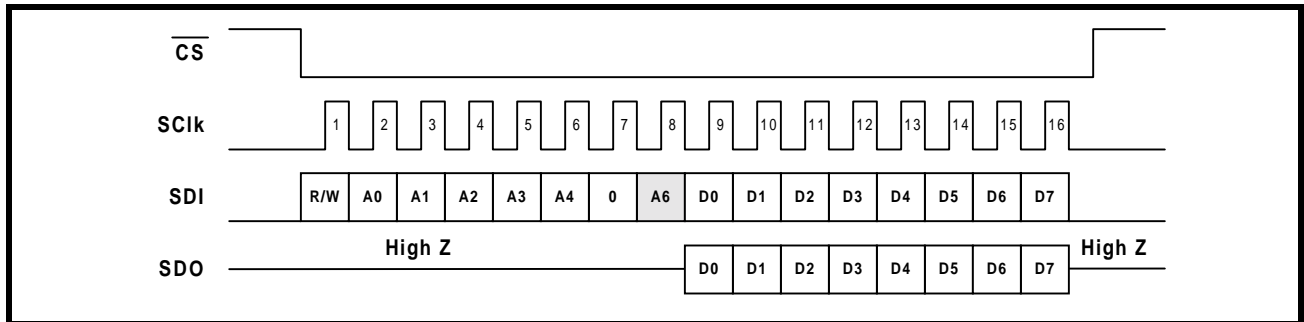 CS
SClk 1 2 3 4 5 6 7 8 9 10 11 12 13 14 15 16
SDI R/W A0 A1 A2 A3 A4 0 A6 D0 D1 D2 D3 D4 D5 D6 D7
High Z High Z
SDO D0 D1 D2 D3 D4 D5 D6 D7